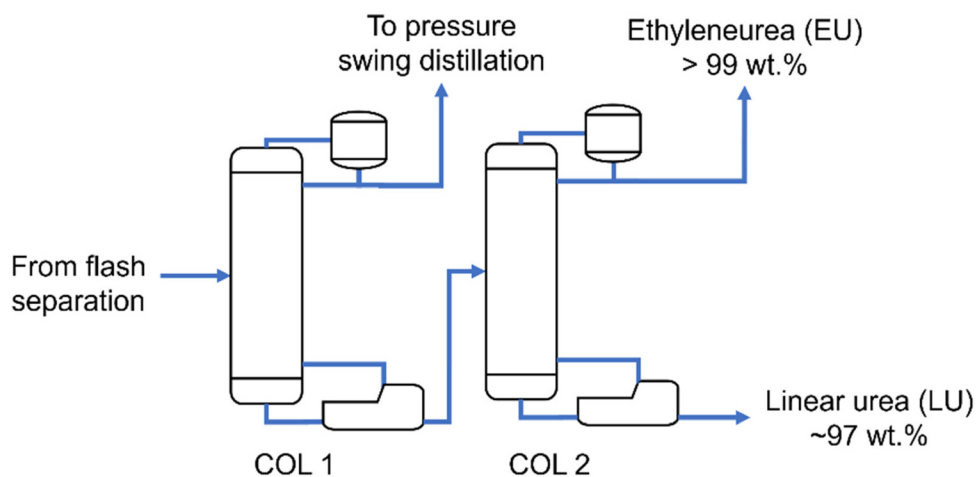 To pressure
swing distillation
Ethyleneurea (EU)
> 99 wt.%
From flash
separation
Linear urea (LU)
~97 wt.%
COL 1
COL 2